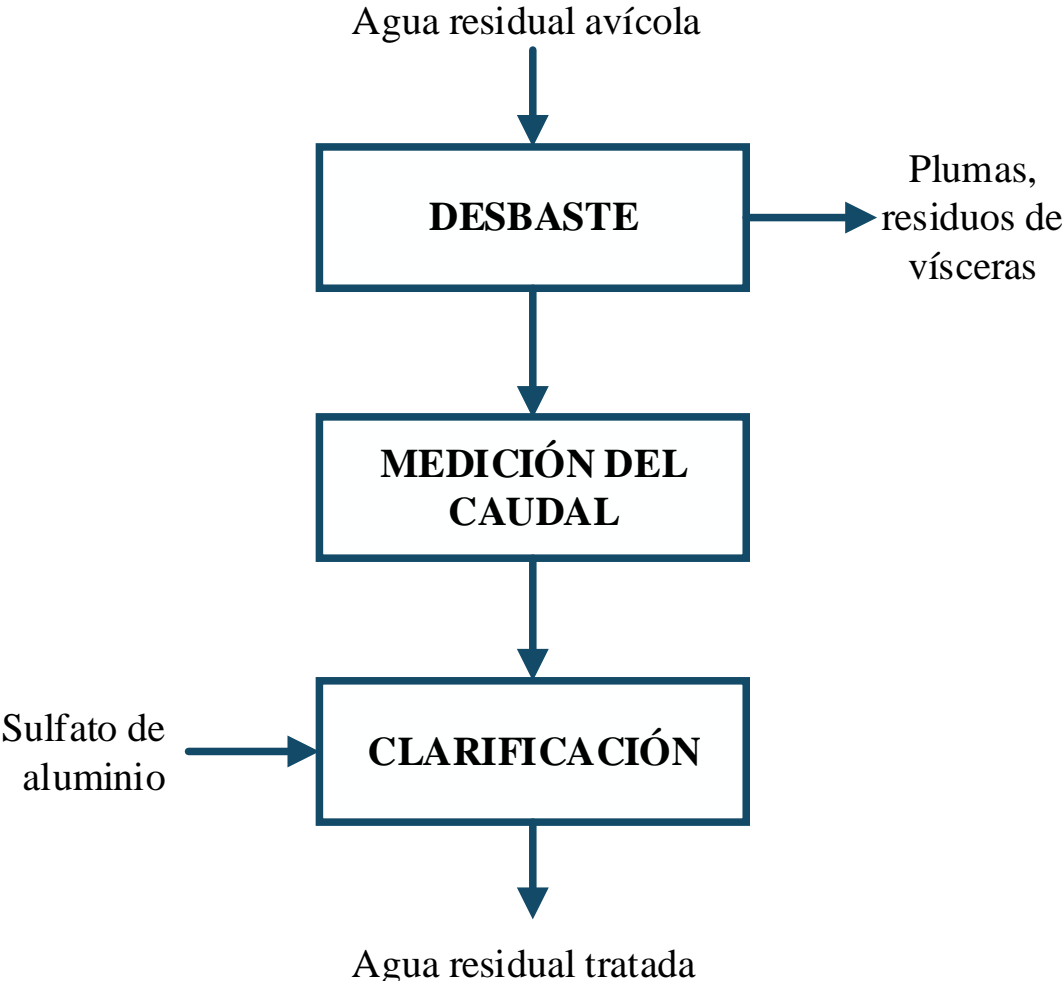 Agua residual avícola
DESBASTE
Plumas,
residuos de
vísceras
MEDICIÓN DEL
CAUDAL
Sulfato de
aluminio
CLARIFICACIÓN
Agua residual tratada